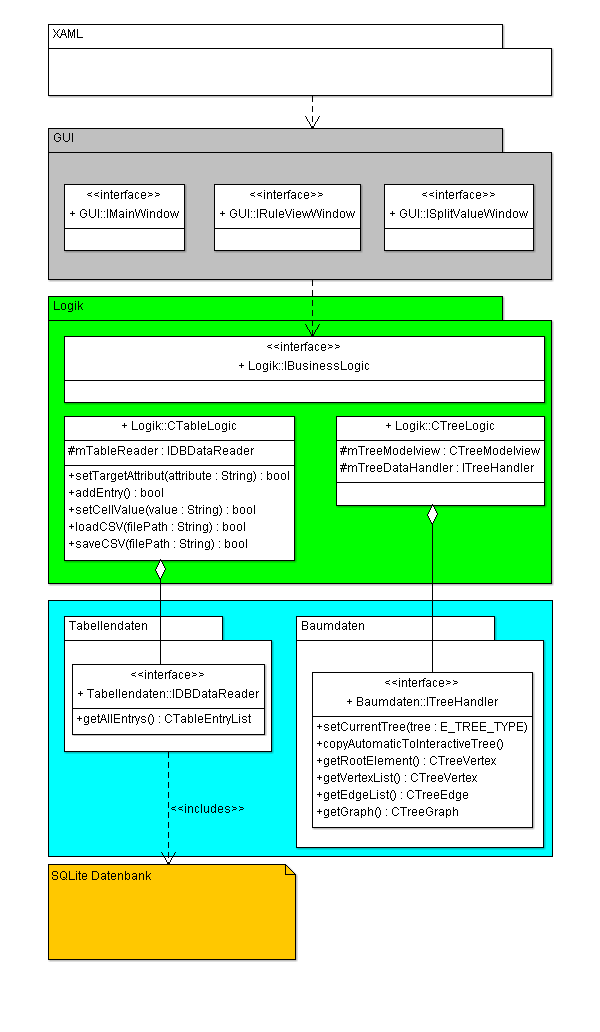 XAML
GUI
<<interface>>
+ GUI::IMainWindow
<<interface>>
+ GUI::IRuleViewWindow
<<interface>>
+ GUI::ISplitValueWindow
Logik
<<interface>>
+ Logik::IBusinessLogic
+ Logik::CTableLogic
#mTableReader : IDBDataReader
+setTargetAttribut(attribute : String) : bool
+addEntry() : bool
+setCellValue(value : String) : bool
+loadCSV(filePath : String) : bool
+saveCSV(filePath : String) : bool
+ Logik::CTreeLogic
#mTreeModelview : CTreeModelview
#mTreeDataHandler : ITreeHandler
Tabellendaten
<<interface>>
+ Tabellendaten::IDBDataReader
+getAllEntrys() : CTableEntryList
Baumdaten
<<interface>>
+ Baumdaten::ITreeHandler
+setCurrentTree(tree : E_TREE_TYPE)
+copyAutomaticToInteractiveTree()
+getRootElement() : CTreeVertex
+getVertexList() : CTreeVertex
+getEdgeList() : CTreeEdge
+getGraph() : CTreeGraph
<<includes>>
SQLite Datenbank